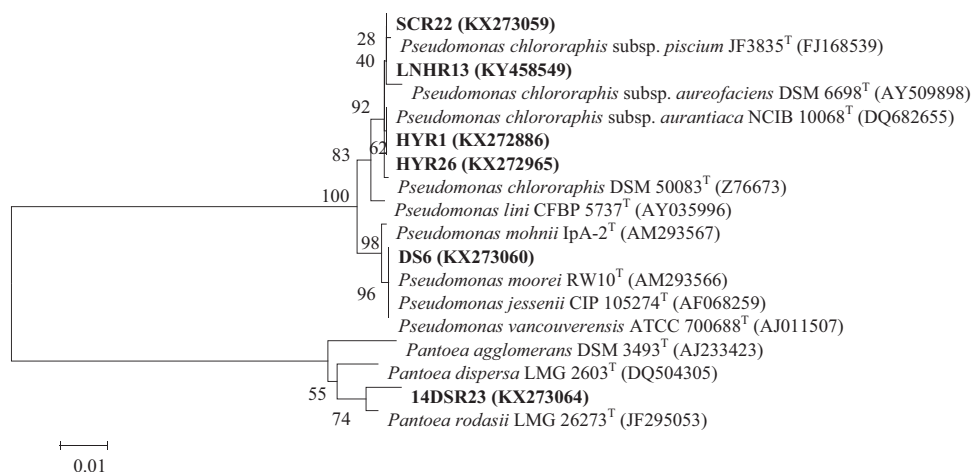 SCR22 (KX273059)
28
Pseudomonas chlororaphis subsp. piscium JF3835ᵀ (FJ168539)
40
LNHR13 (KY458549)
Pseudomonas chlororaphis subsp. aureofaciens DSM 6698ᵀ (AY509898)
92
Pseudomonas chlororaphis subsp. aurantiaca NCIB 10068ᵀ (DQ682655)
HYR1 (KX272886)
83
62
HYR26 (KX272965)
Pseudomonas chlororaphis DSM 50083ᵀ (Z76673)
100
Pseudomonas lini CFBP 5737ᵀ (AY035996)
Pseudomonas mohnii IpA-2ᵀ (AM293567)
98
DS6 (KX273060)
Pseudomonas moorei RW10ᵀ (AM293566)
96
Pseudomonas jessenii CIP 105274ᵀ (AF068259)
Pseudomonas vancouverensis ATCC 700688ᵀ (AJ011507)
Pantoea agglomerans DSM 3493ᵀ (AJ233423)
Pantoea dispersa LMG 2603ᵀ (DQ504305)
55
14DSR23 (KX273064)
74
Pantoea rodasii LMG 26273ᵀ (JF295053)
0.01